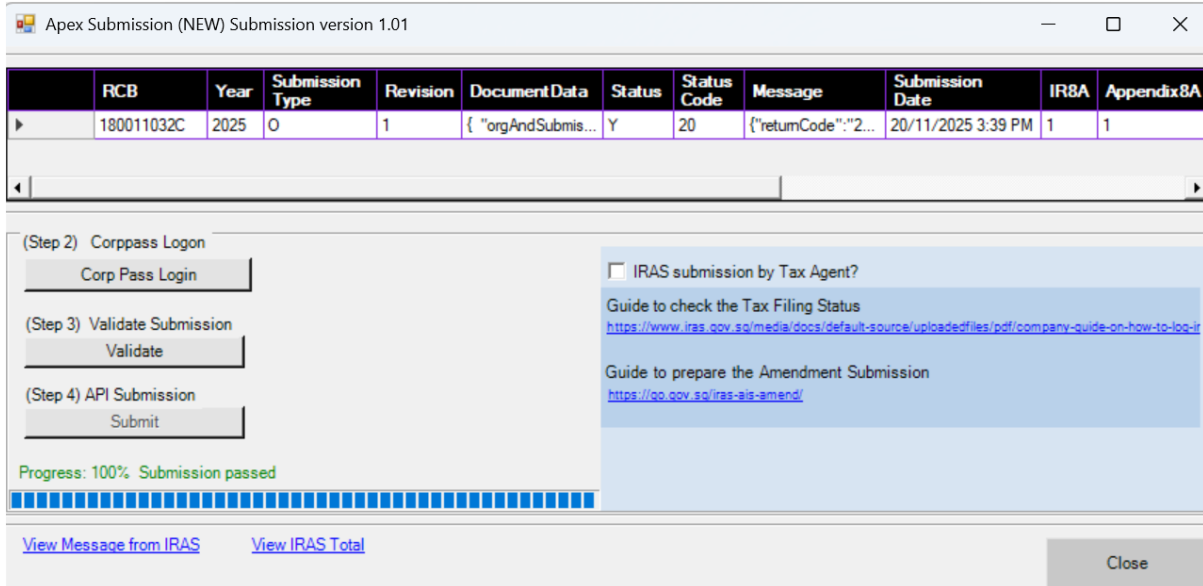 Apex Submission (NEW) Submission version 1.01
RCB Year Submission Type Revision DocumentData Status Status Code Message Submission Date IR8A Appendix8A
180011032C 2025 O 1 { "orgAndSubmis... Y 20 {"returnCode":"2... 20/11/2025 3:39 PM 1 1
(Step 2) Corppass Logon
Corp Pass Login
IRAS submission by Tax Agent?
Guide to check the Tax Filing Status
https://www.iras.gov.sg/media/docs/default-source/uploadedfiles/pdf/company-guide-on-how-to-log-ir
(Step 3) Validate Submission
Validate
Guide to prepare the Amendment Submission
https://go.gov.sg/iras-ais-amend/
(Step 4) API Submission
Submit
Progress: 100% Submission passed
View Message from IRAS
View IRAS Total
Close